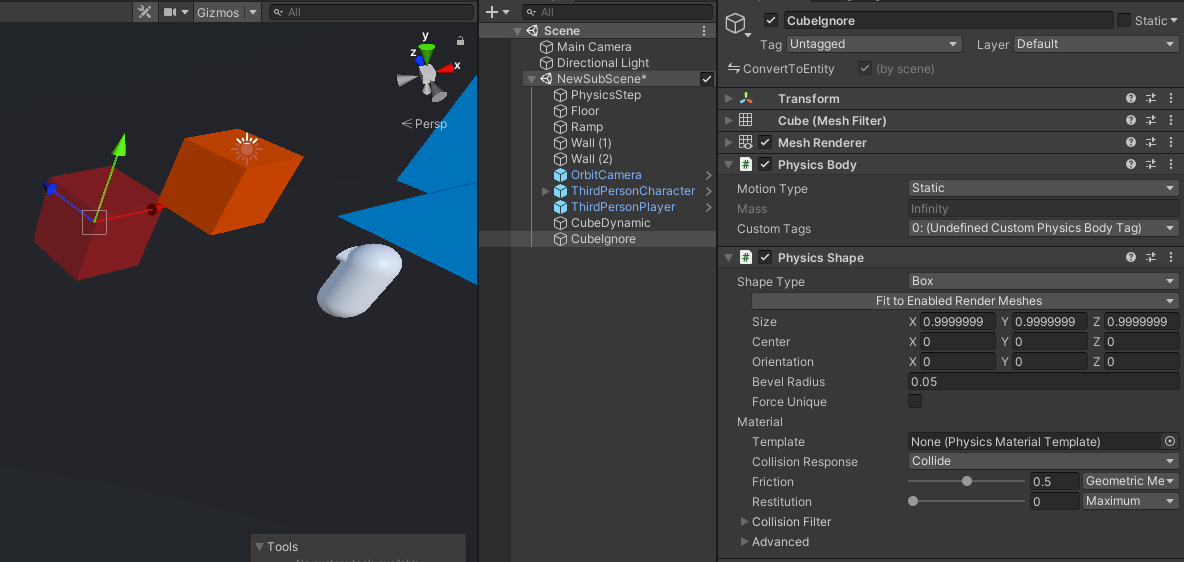 Gizmos
All
y
z
x
Persp
Tools
All
Scene
Main Camera
Directional Light
NewSubScene*
PhysicsStep
Floor
Ramp
Wall (1)
Wall (2)
OrbitCamera
ThirdPersonCharacter
ThirdPersonPlayer
CubeDynamic
CubeIgnore
CubeIgnore Static
Tag Untagged Layer Default
ConvertToEntity (by scene)
Transform
Cube (Mesh Filter)
Mesh Renderer
# Physics Body
Motion Type Static
Mass Infinity
Custom Tags 0: (Undefined Custom Physics Body Tag)
# Physics Shape
Shape Type Box
Fit to Enabled Render Meshes
Size X 0.9999999 Y 0.9999999 Z 0.9999999
Center X 0 Y 0 Z 0
Orientation X 0 Y 0 Z 0
Bevel Radius 0.05
Force Unique
Material
Template None (Physics Material Template)
Collision Response Collide
Friction 0.5 Geometric Me
Restitution 0 Maximum
Collision Filter
Advanced